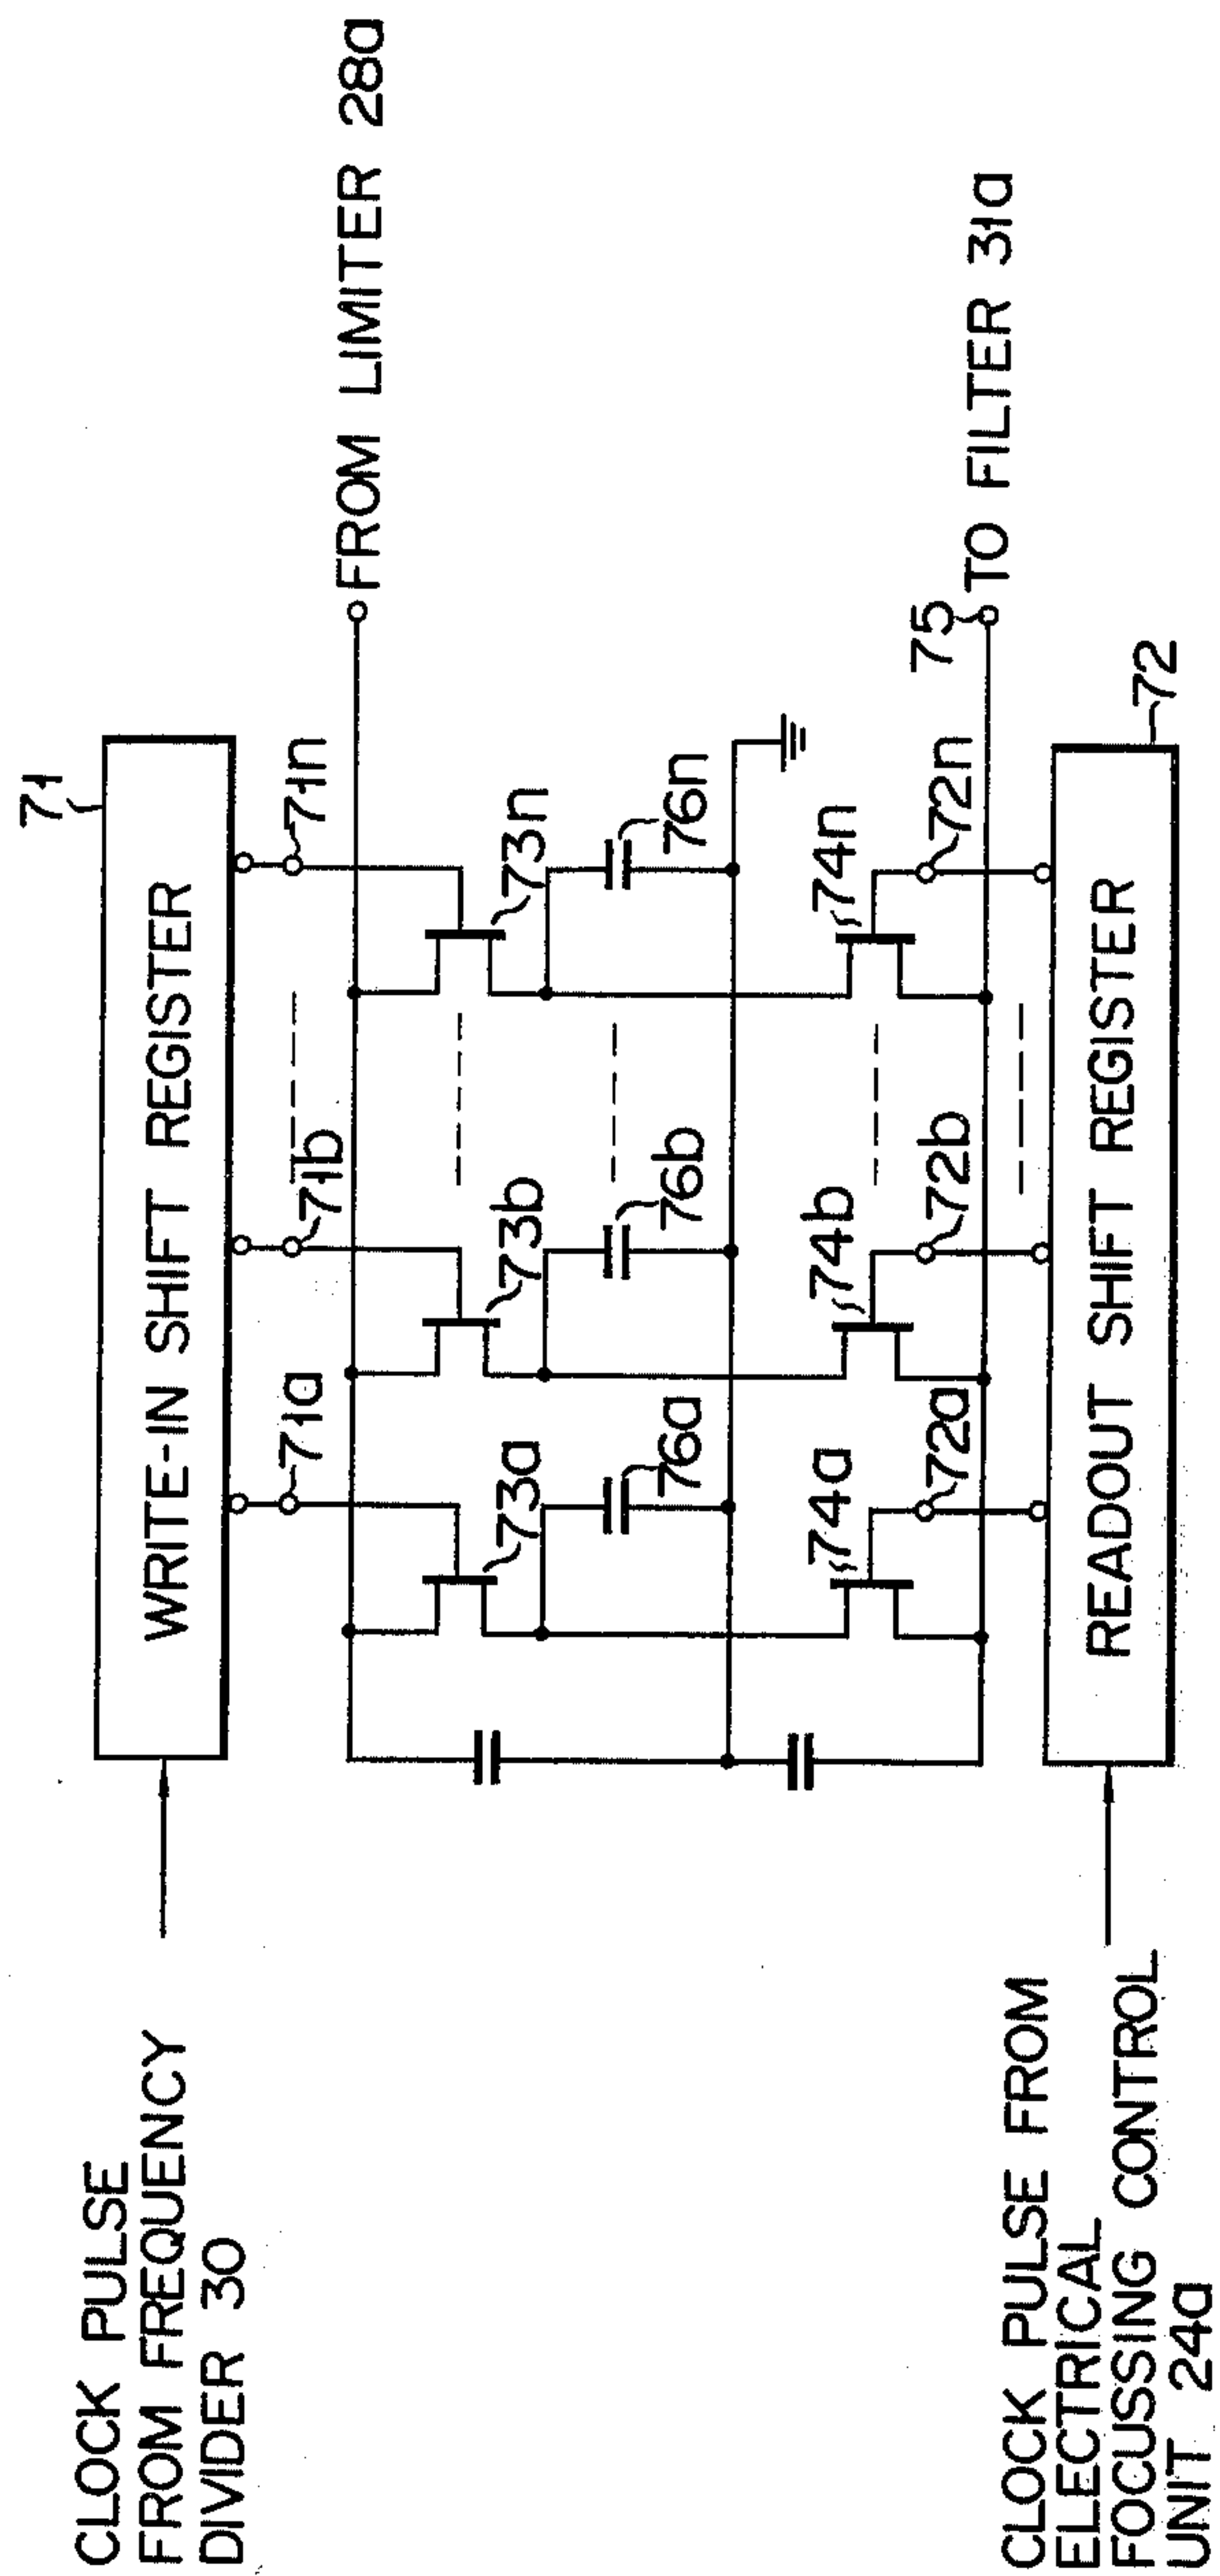 CLOCK PULSE
FROM FREQUENCY
DIVIDER 30
71
WRITE-IN SHIFT REGISTER
71a
71b
71n
FROM LIMITER 28a
73a
73b
73n
76a
76b
76n
74a
74b
74n
72a
72b
72n
75
TO FILTER 31a
READOUT SHIFT REGISTER
72
CLOCK PULSE FROM
ELECTRICAL
FOCUSSING CONTROL
UNIT 24a